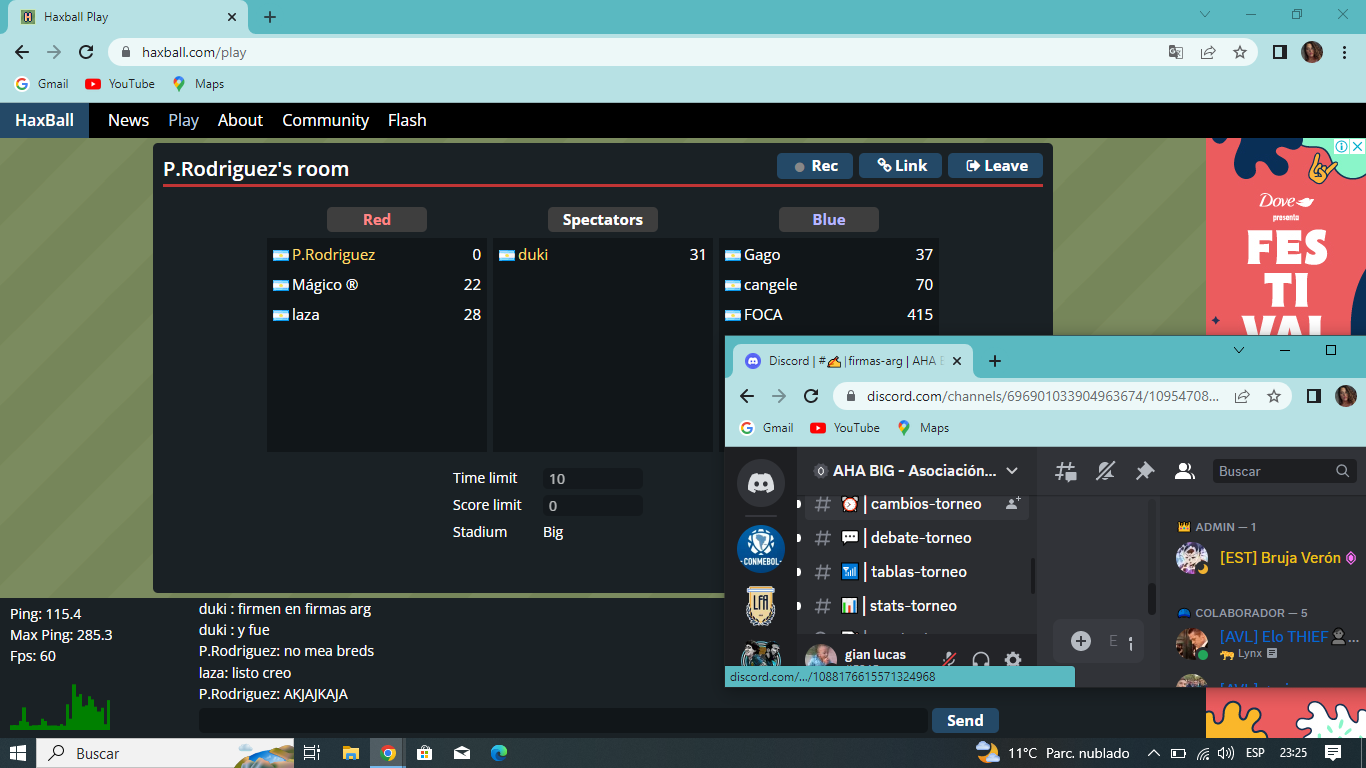 Haxball Play
haxball.com/play
Gmail
YouTube
Maps
HaxBall
News
Play
About
Community
Flash
P.Rodriguez's room
Rec
Link
Leave
Red
Spectators
Blue
P.Rodriguez 0
Mágico ® 22
laza 28
duki 31
Gago 37
cangele 70
FOCA 415
Time limit 10
Score limit 0
Stadium Big
Dove
presenta
FES
TI
VAL
Discord | #✍️ | firmas-arg | AHA
discord.com/channels/696901033904963674/10954708...
Gmail
YouTube
Maps
AHA BIG - Asociación...
Buscar
# ⏰ | cambios-torneo
# 💬 | debate-torneo
# 📶 | tablas-torneo
# 📊 | stats-torneo
CONMEBOL
LFA
ADMIN — 1
[EST] Bruja Verón
COLABORADOR — 5
[AVL] Elo THIEF
Lynx
gian lucas
discord.com/.../1088176615571324968
Ping: 115.4
Max Ping: 285.3
Fps: 60
duki : firmen en firmas arg
duki : y fue
P.Rodriguez: no mea breds
laza: listo creo
P.Rodriguez: AKJAJKAJA
Send
Buscar
11°C Parc. nublado
ESP
23:25